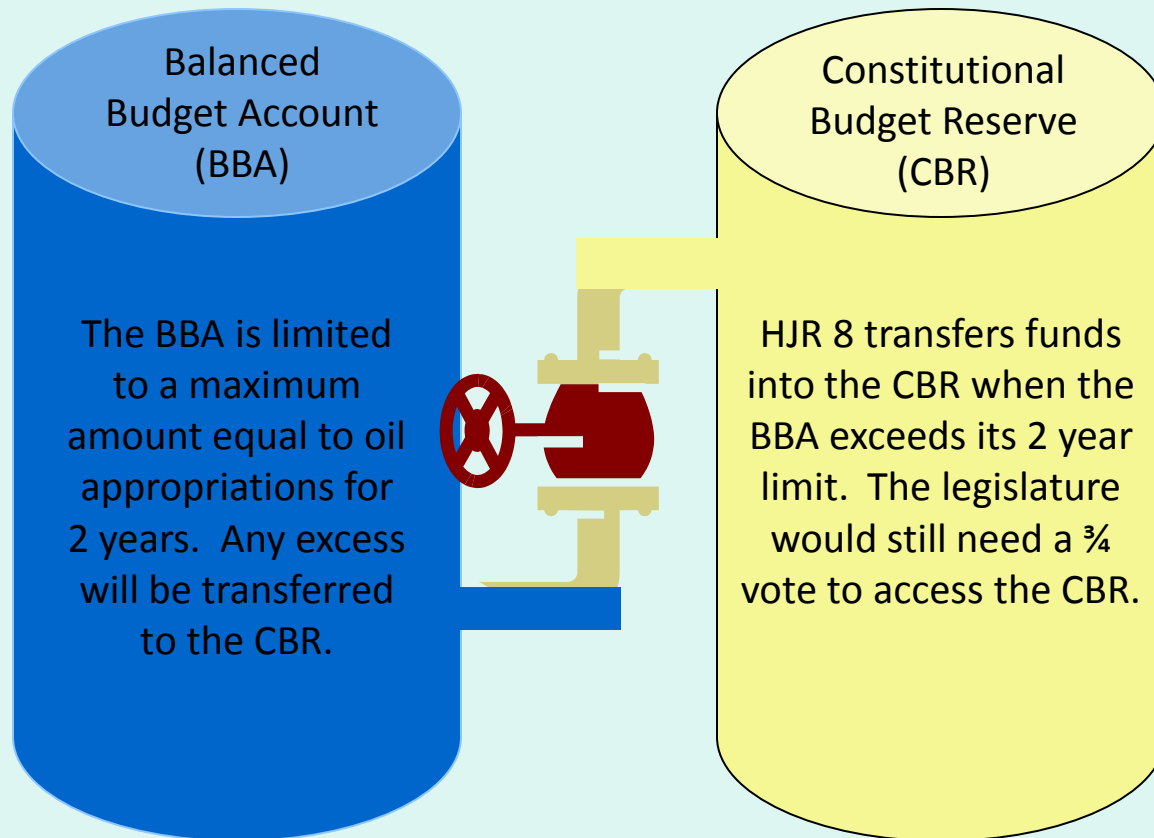 Balanced
Budget Account
(BBA)
The BBA is limited
to a maximum
amount equal to oil
appropriations for
2 years.  Any excess
will be transferred
to the CBR.
Constitutional
Budget Reserve
(CBR)
HJR 8 transfers funds
into the CBR when the
BBA exceeds its 2 year
limit.  The legislature
would still need a ¾
vote to access the CBR.